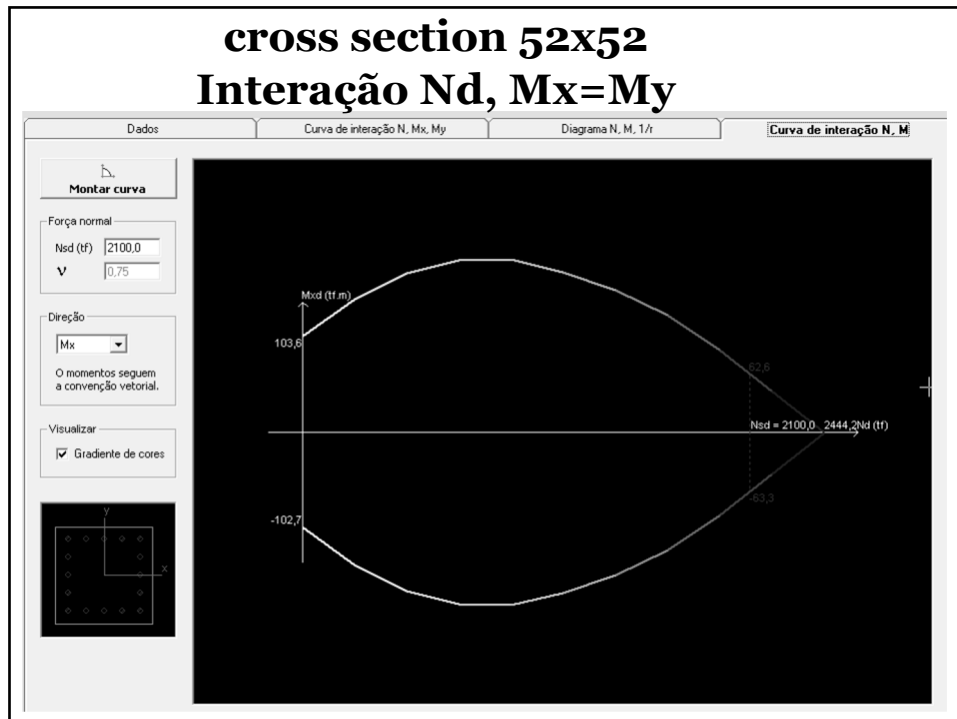 cross section 52x52
Interação Nd, Mx=My
Dados
Curva de interação N, Mx, My
Diagrama N, M, 1/r
Curva de interação N, M
Montar curva
Força normal
Nsd (tf) 2100,0
ν 0,75
Direção
Mx
O momentos seguem
a convenção vetorial.
Visualizar
Gradiente de cores
y
x
Mxd (tf.m)
103,6
62,6
Nsd = 2100,0 2444,2Nd (tf)
-63,3
-102,7